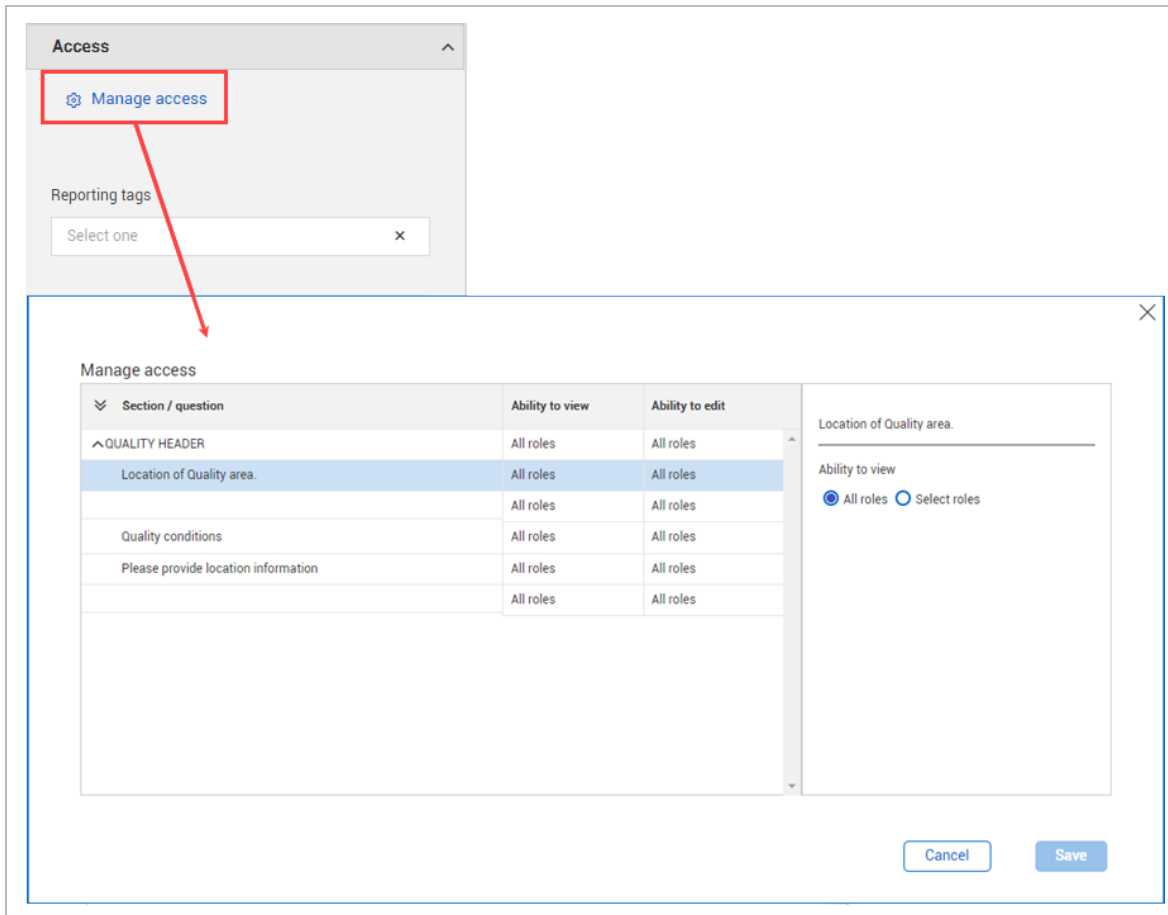 Access
Manage access
Reporting tags
Select one
Manage access
Section / question Ability to view Ability to edit
QUALITY HEADER All roles All roles
Location of Quality area. All roles All roles
All roles All roles
Quality conditions All roles All roles
Please provide location information All roles All roles
All roles All roles
Location of Quality area.
Ability to view
All roles Select roles
Cancel Save